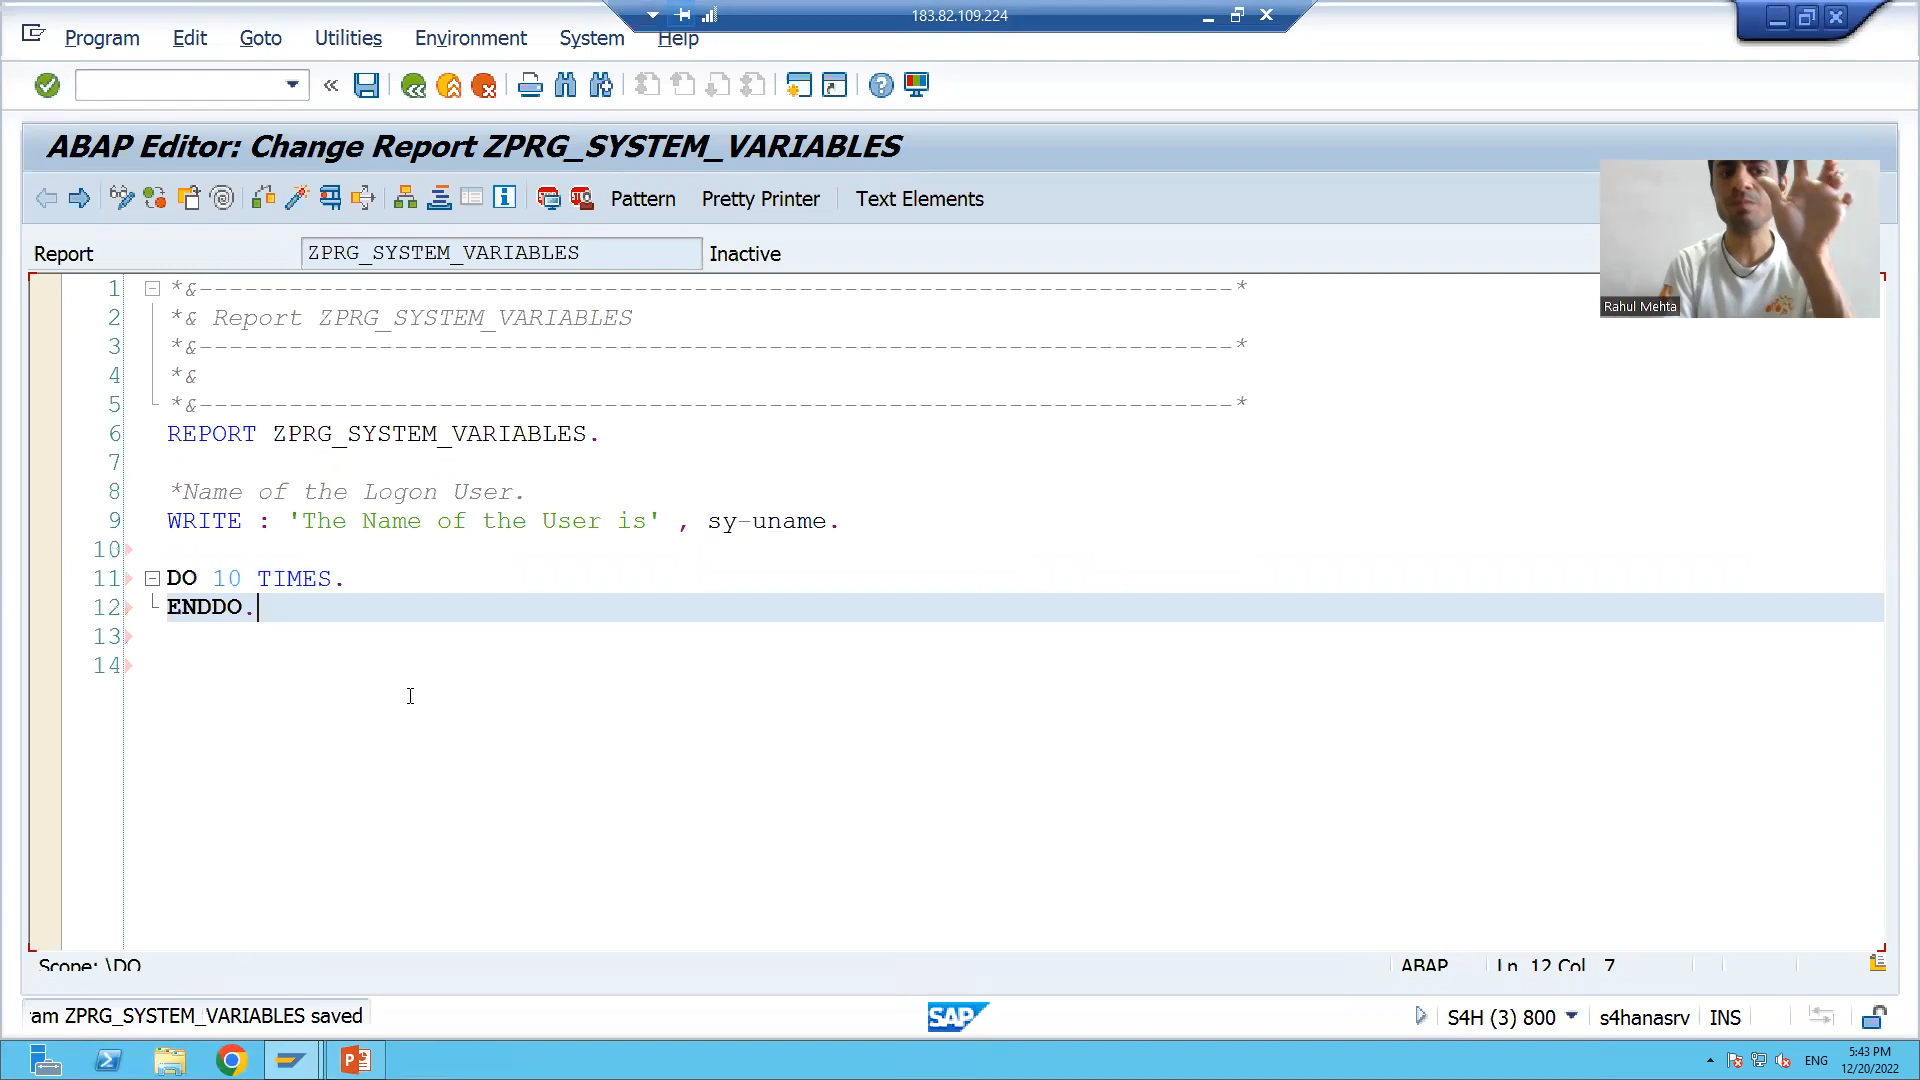 183.82.109.224
Program Edit Goto Utilities Environment System Help
ABAP Editor: Change Report ZPRG_SYSTEM_VARIABLES
Pattern Pretty Printer Text Elements
Report ZPRG_SYSTEM_VARIABLES Inactive
Rahul Mehta
1 *&---------------------------------------------------------------------*
2 *& Report ZPRG_SYSTEM_VARIABLES
3 *&---------------------------------------------------------------------*
4 *&
5 *&---------------------------------------------------------------------*
6 REPORT ZPRG_SYSTEM_VARIABLES.
7
8 *Name of the Logon User.
9 WRITE : 'The Name of the User is' , sy-uname.
10
11 DO 10 TIMES.
12 ENDDO.
13
14
Scope: \DO ABAP Ln 12 Col 7
ram ZPRG_SYSTEM_VARIABLES saved SAP S4H (3) 800 s4hanasrv INS
ENG 5:43 PM
12/20/2022